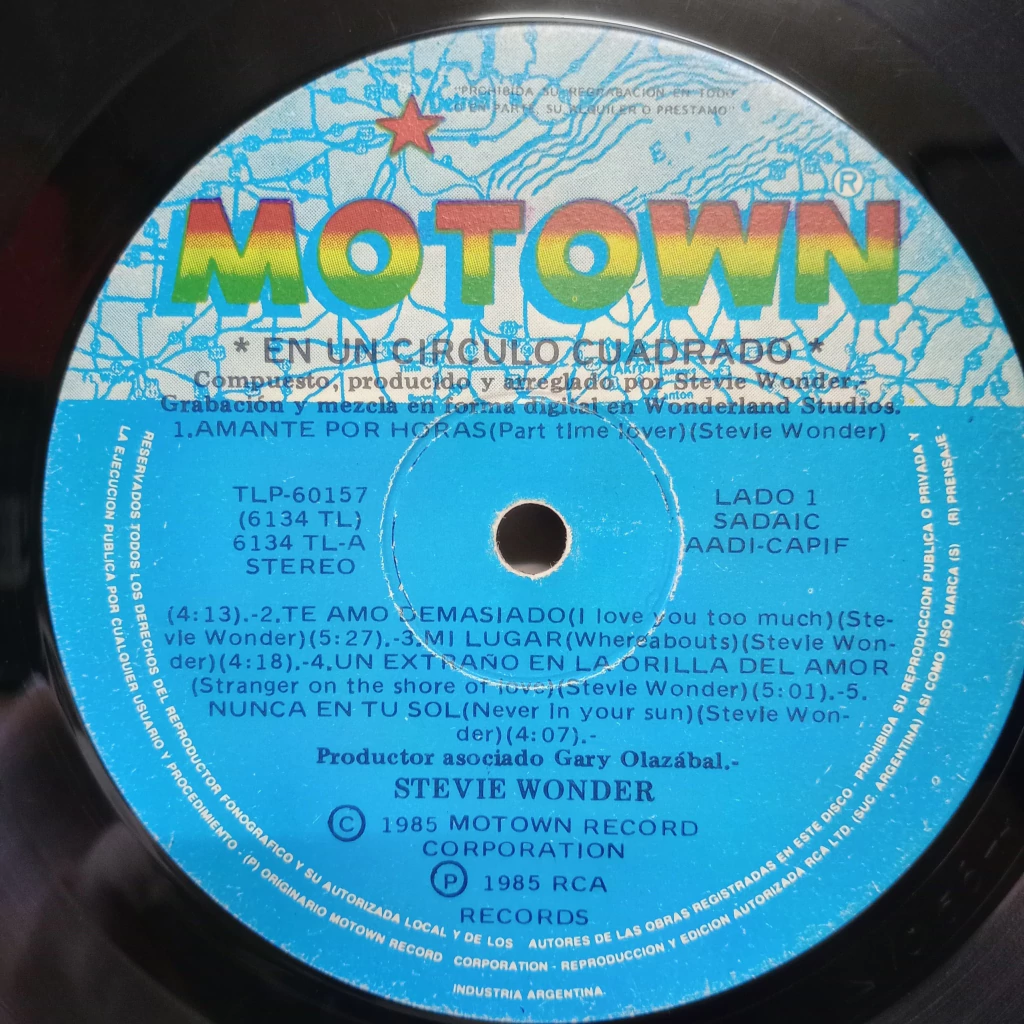 "PROHIBIDA SU REGRABACION EN TODO
O EN PARTE SU ALQUILER O PRESTAMO"
MOTOWN®
* EN UN CIRCULO CUADRADO *
Compuesto, producido y arreglado por Stevie Wonder.-
Grabación y mezcla en forma digital en Wonderland Studios.
Akron
anton
1.AMANTE POR HORAS(Part time lover)(Stevie Wonder)
TLP-60157
(6134 TL)
6134 TL-A
STEREO
LADO 1
SADAIC
AADI-CAPIF
(4:13).-2.TE AMO DEMASIADO(I love you too much)(Ste-
vie Wonder)(5:27).-3.MI LUGAR(Whereabouts)(Stevie Won-
der)(4:18).-4.UN EXTRAÑO EN LA ORILLA DEL AMOR
(Stranger on the shore of love)(Stevie Wonder)(5:01).-5.
NUNCA EN TU SOL(Never in your sun)(Stevie Won-
der)(4:07).-
Productor asociado Gary Olazábal.-
STEVIE WONDER
© 1985 MOTOWN RECORD
CORPORATION
℗ 1985 RCA
RECORDS
RESERVADOS TODOS LOS DERECHOS DEL REPRODUCTOR FONOGRAFICO Y SU AUTORIZADA LOCAL Y DE LOS AUTORES DE LAS OBRAS REGISTRADAS EN ESTE DISCO - PROHIBIDA SU REPRODUCCION PUBLICA O PRIVADA Y
LA EJECUCION PUBLICA POR CUALQUIER USUARIO Y PROCEDIMIENTO - (P) ORIGINARIO MOTOWN RECORD CORPORATION - REPRODUCCION Y EDICION AUTORIZADA RCA LTD. (SUC. ARGENTINA) ASI COMO USO MARCA (S) (R) PRENSAJE
INDUSTRIA ARGENTINA